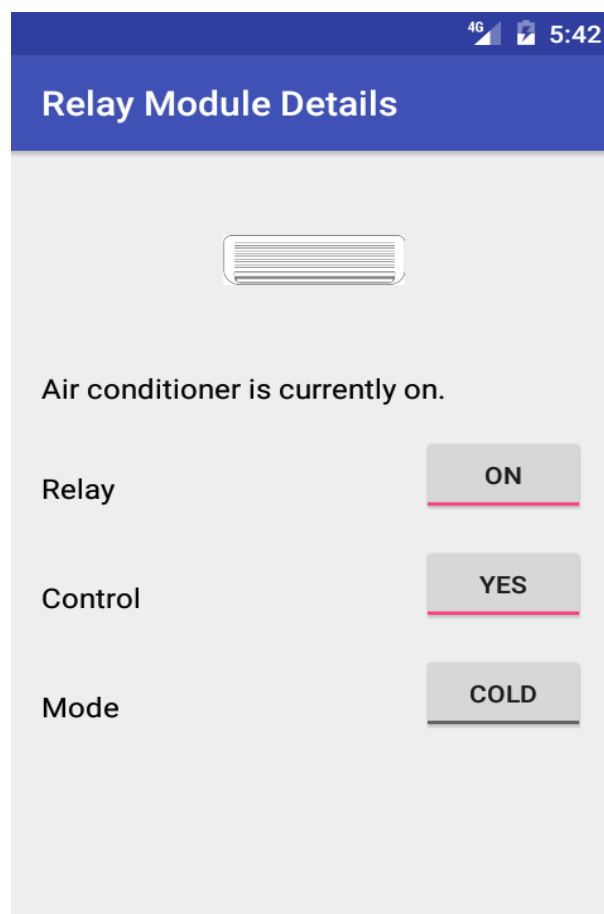 4G 5:42
Relay Module Details
Air conditioner is currently on.
Relay ON
Control YES
Mode COLD